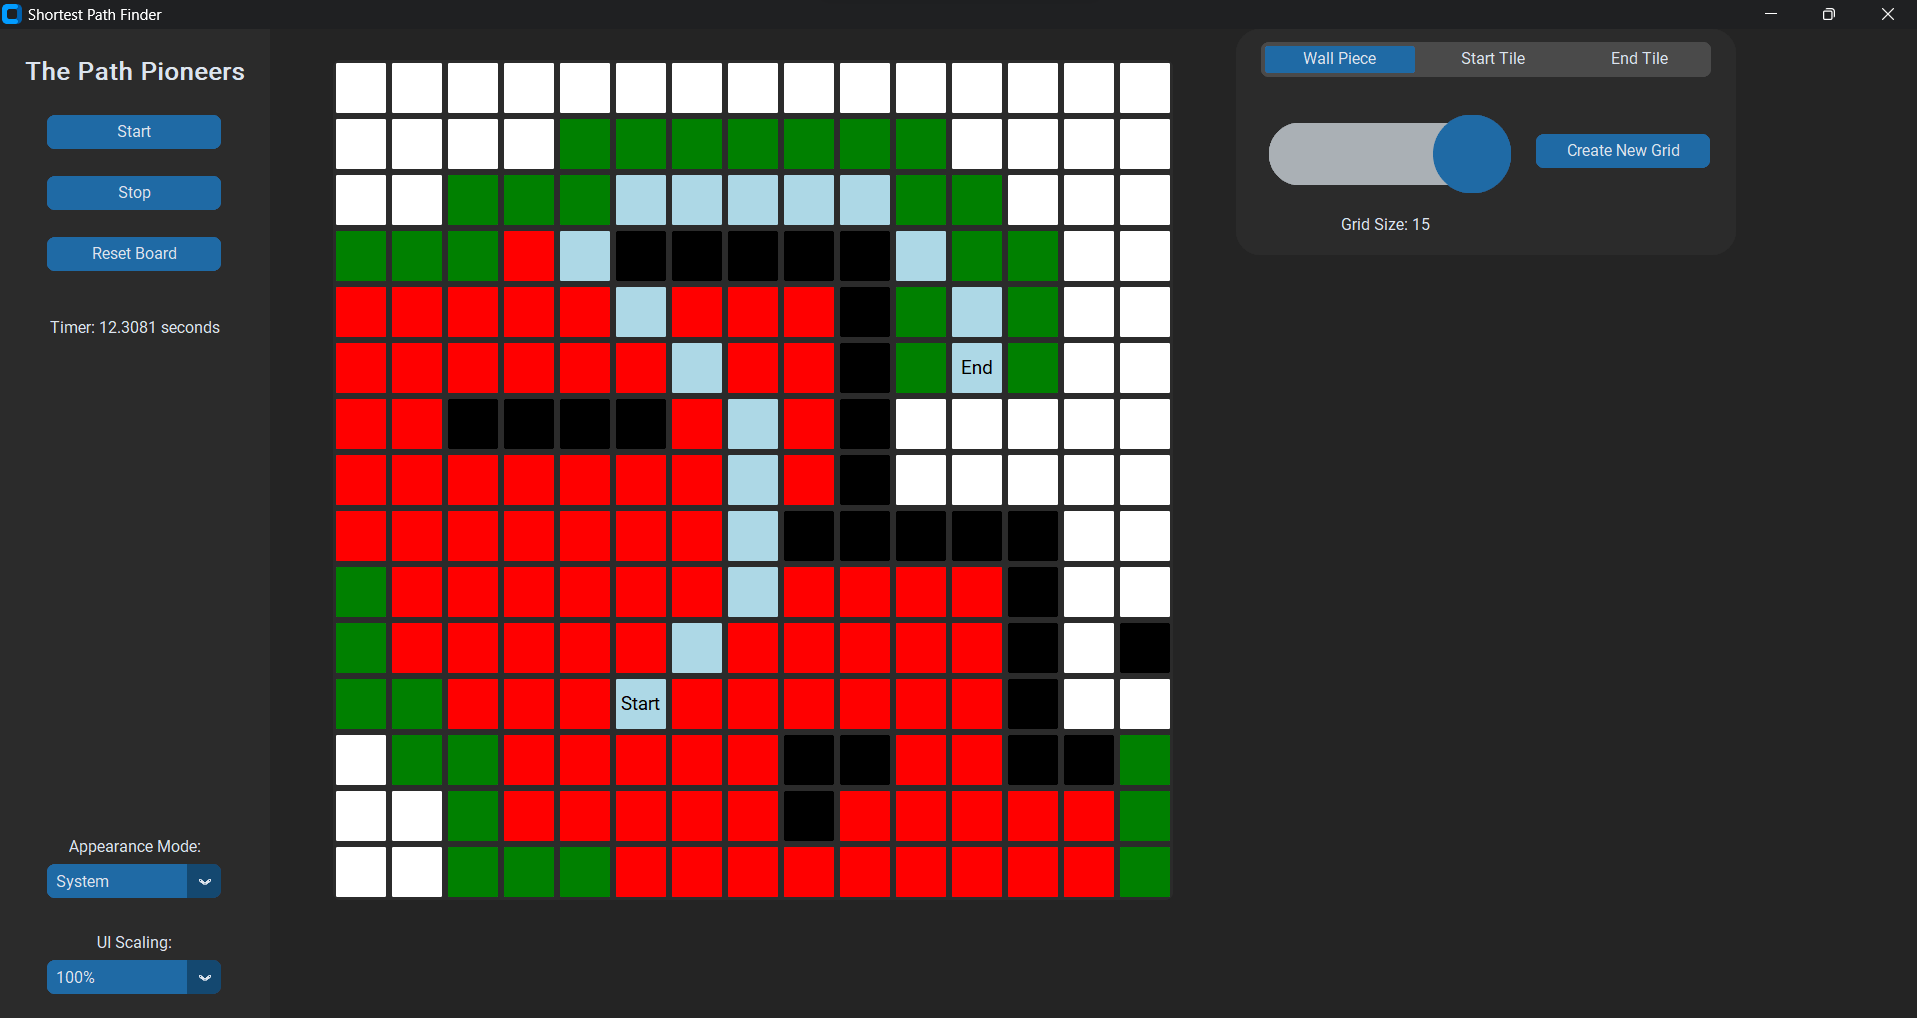 Shortest Path Finder
The Path Pioneers
Start
Stop
Reset Board
Timer: 12.3081 seconds
Appearance Mode:
System
UI Scaling:
100%
End
Start
Wall Piece
Start Tile
End Tile
Create New Grid
Grid Size: 15